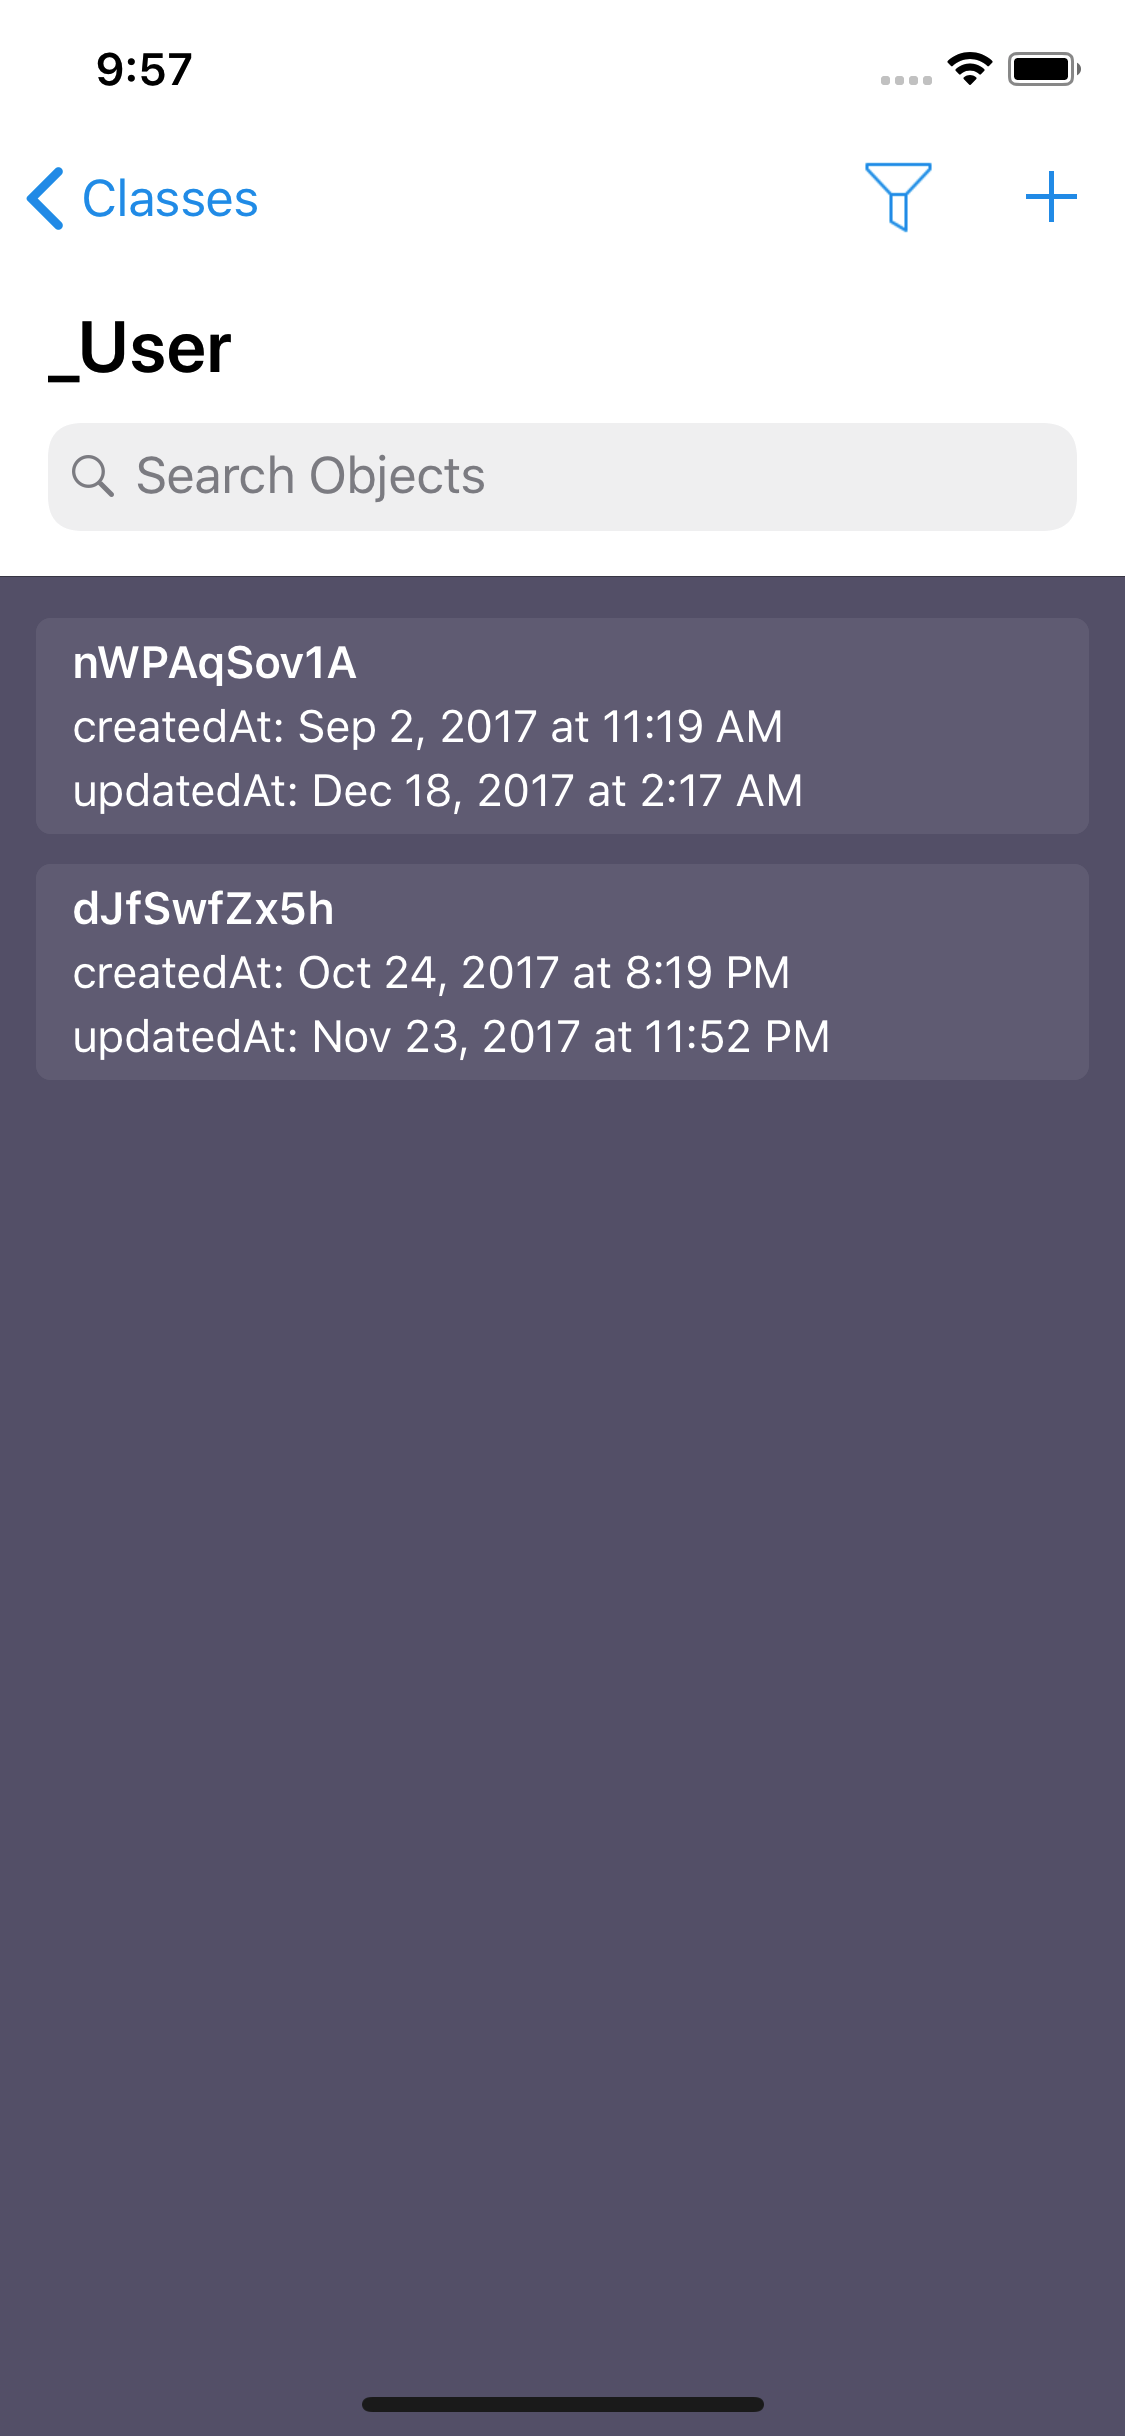 9:57
Classes
_User
Search Objects
nWPAqSov1A
createdAt: Sep 2, 2017 at 11:19 AM
updatedAt: Dec 18, 2017 at 2:17 AM
dJfSwfZx5h
createdAt: Oct 24, 2017 at 8:19 PM
updatedAt: Nov 23, 2017 at 11:52 PM